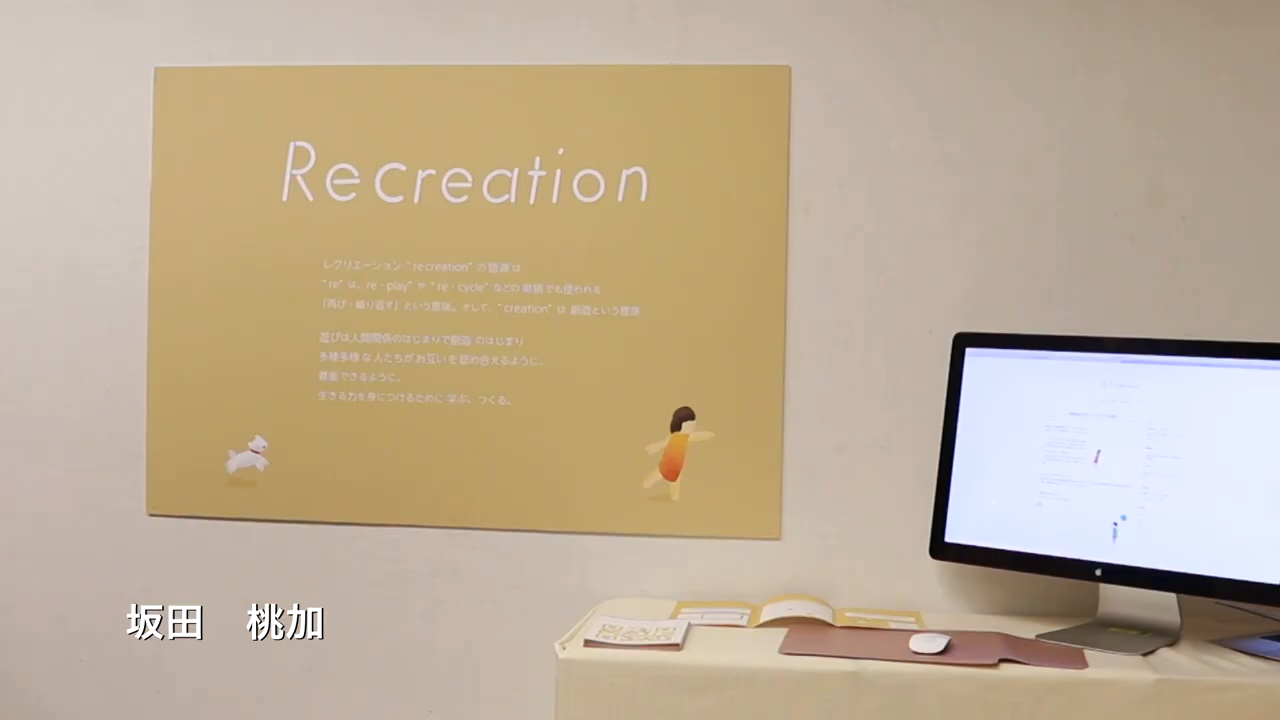 Recreation
レクリエーション "re creation" の語源は
"re" は、re・play" や "re・cycle" などの単語でも使われる
「再び・繰り返す」という意味。そして、"creation" は 創造という意味
遊びは人間関係のはじまりで創造 のはじまり
多種多様な人たちがお互いを認め合えるように、
尊重できるように、
生きる力を身につけるために 学ぶ、つくる。
坂田 桃加